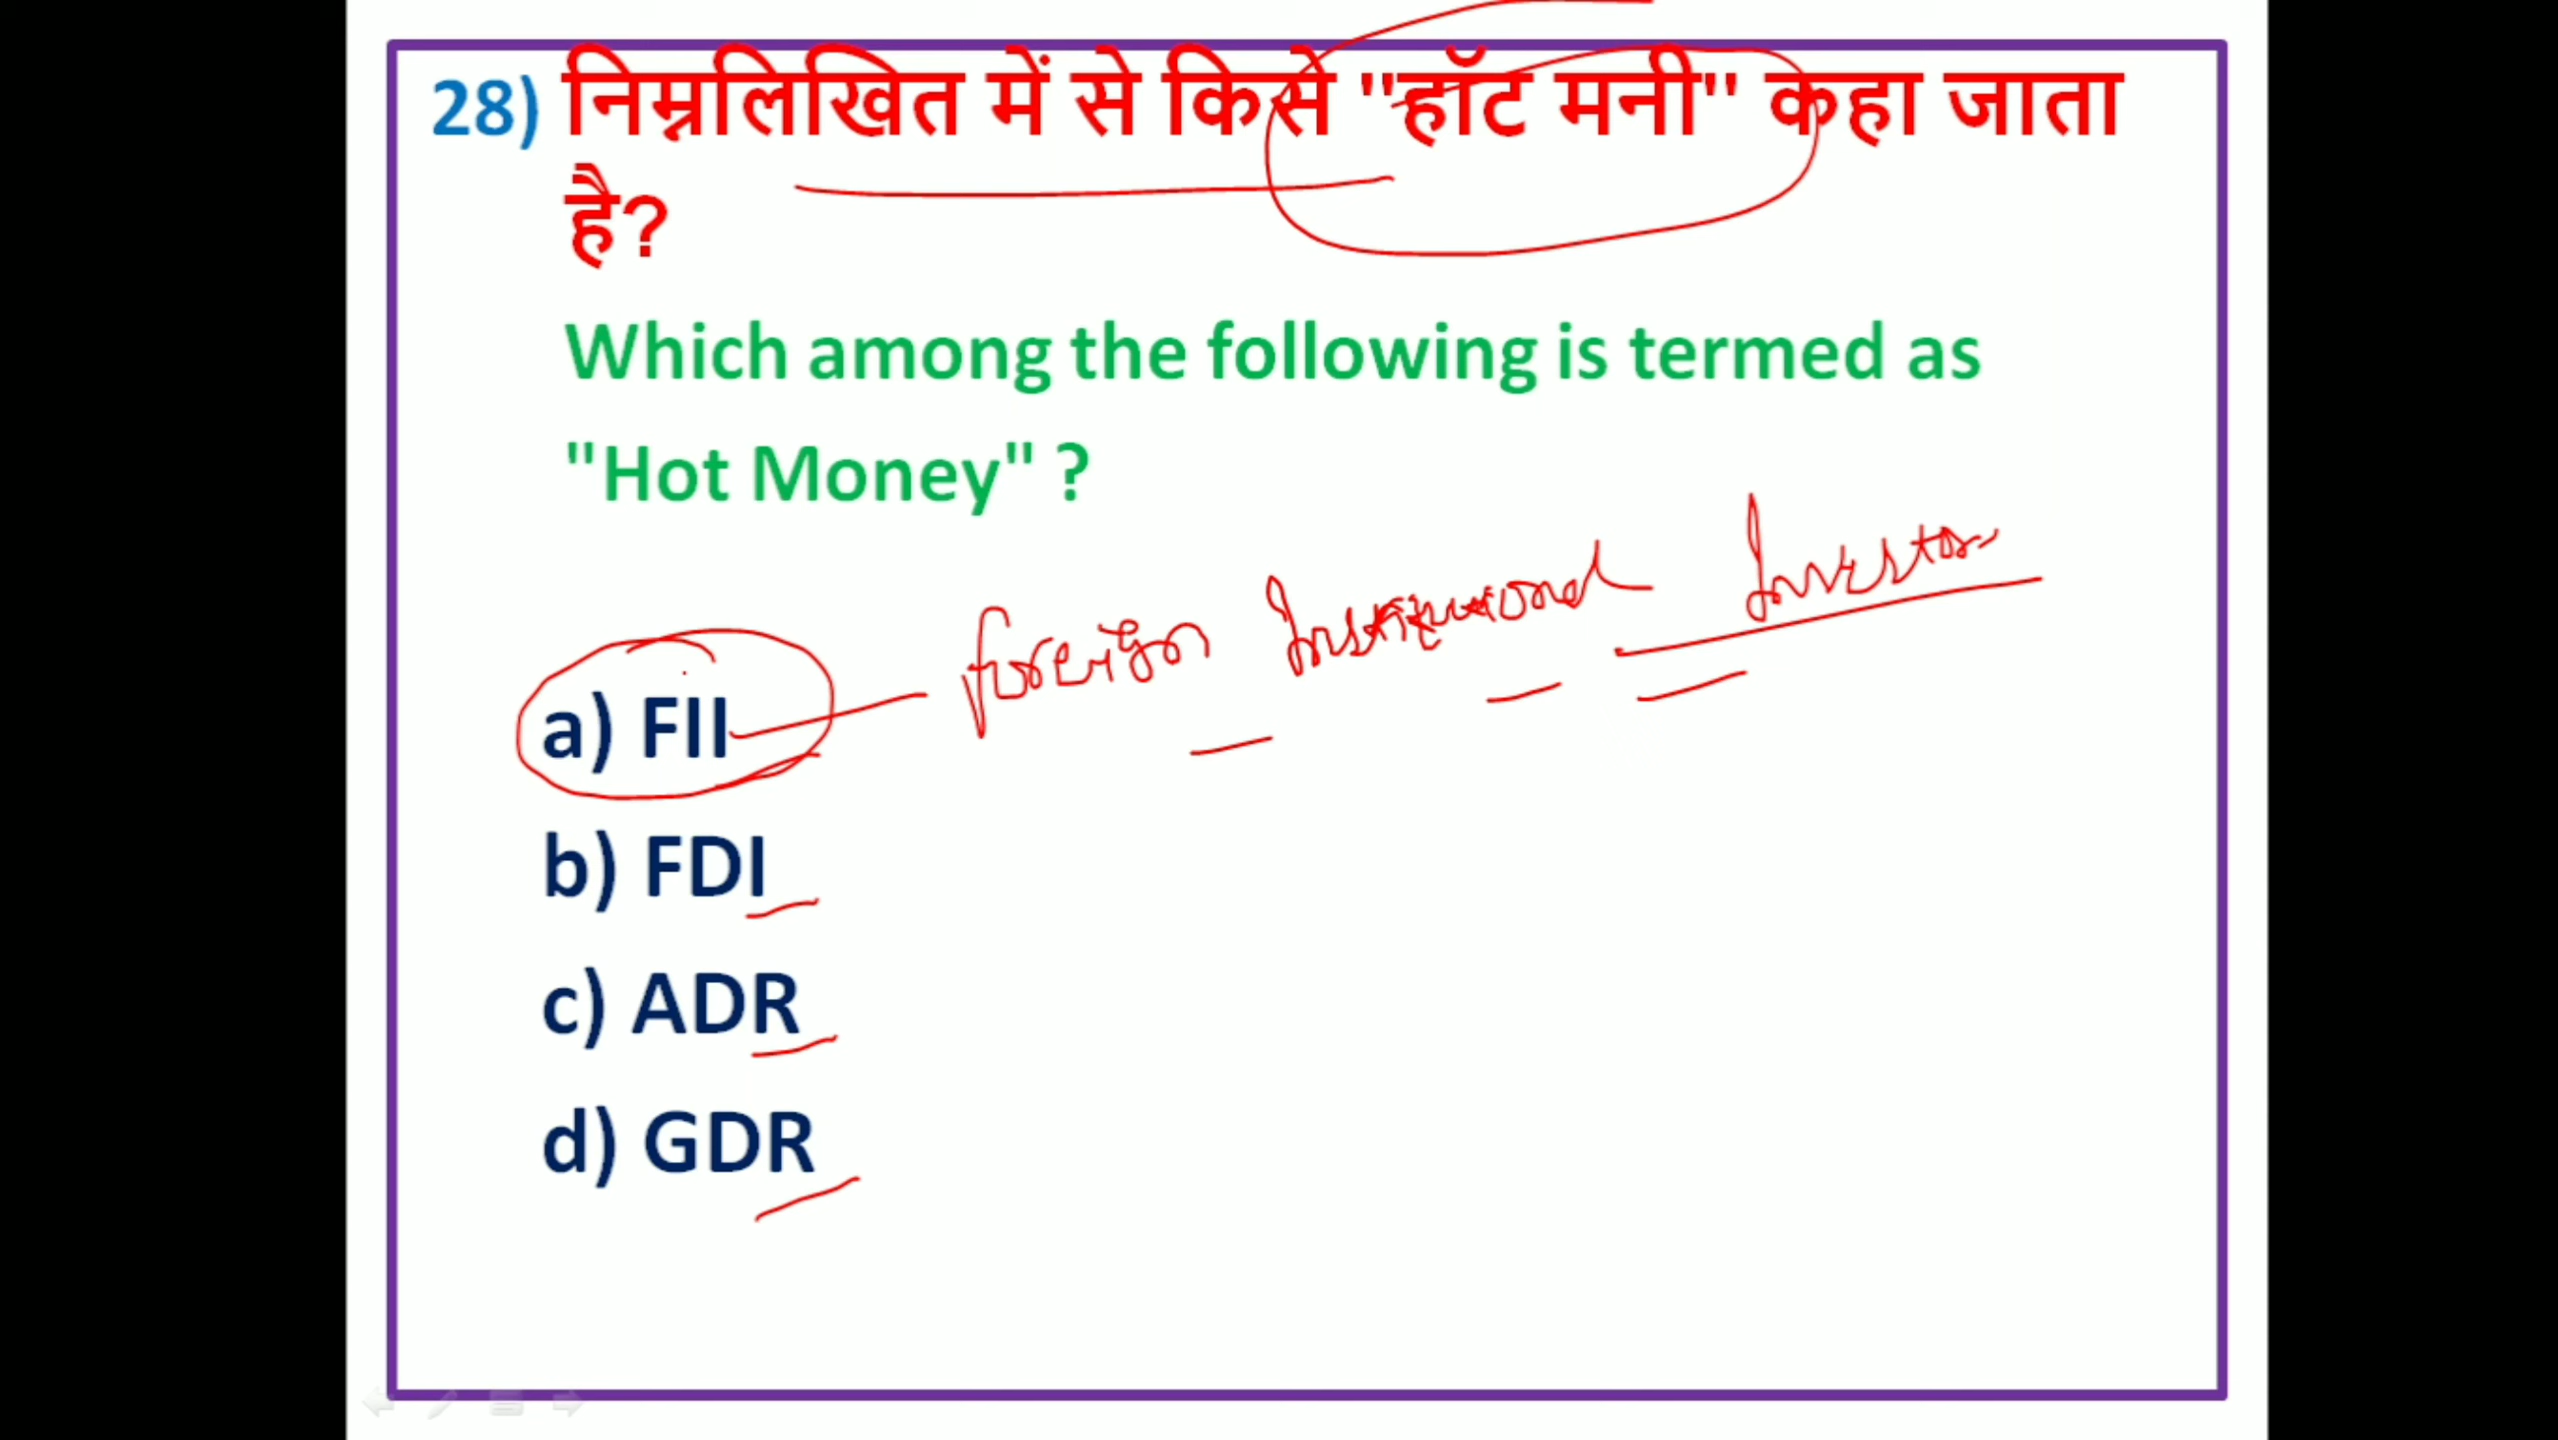 28) निम्नलिखित में से किसे "हॉट मनी" कहा जाता
है?
Which among the following is termed as
"Hot Money" ?
a) FII foreign Institutional Investor
b) FDI
c) ADR
d) GDR